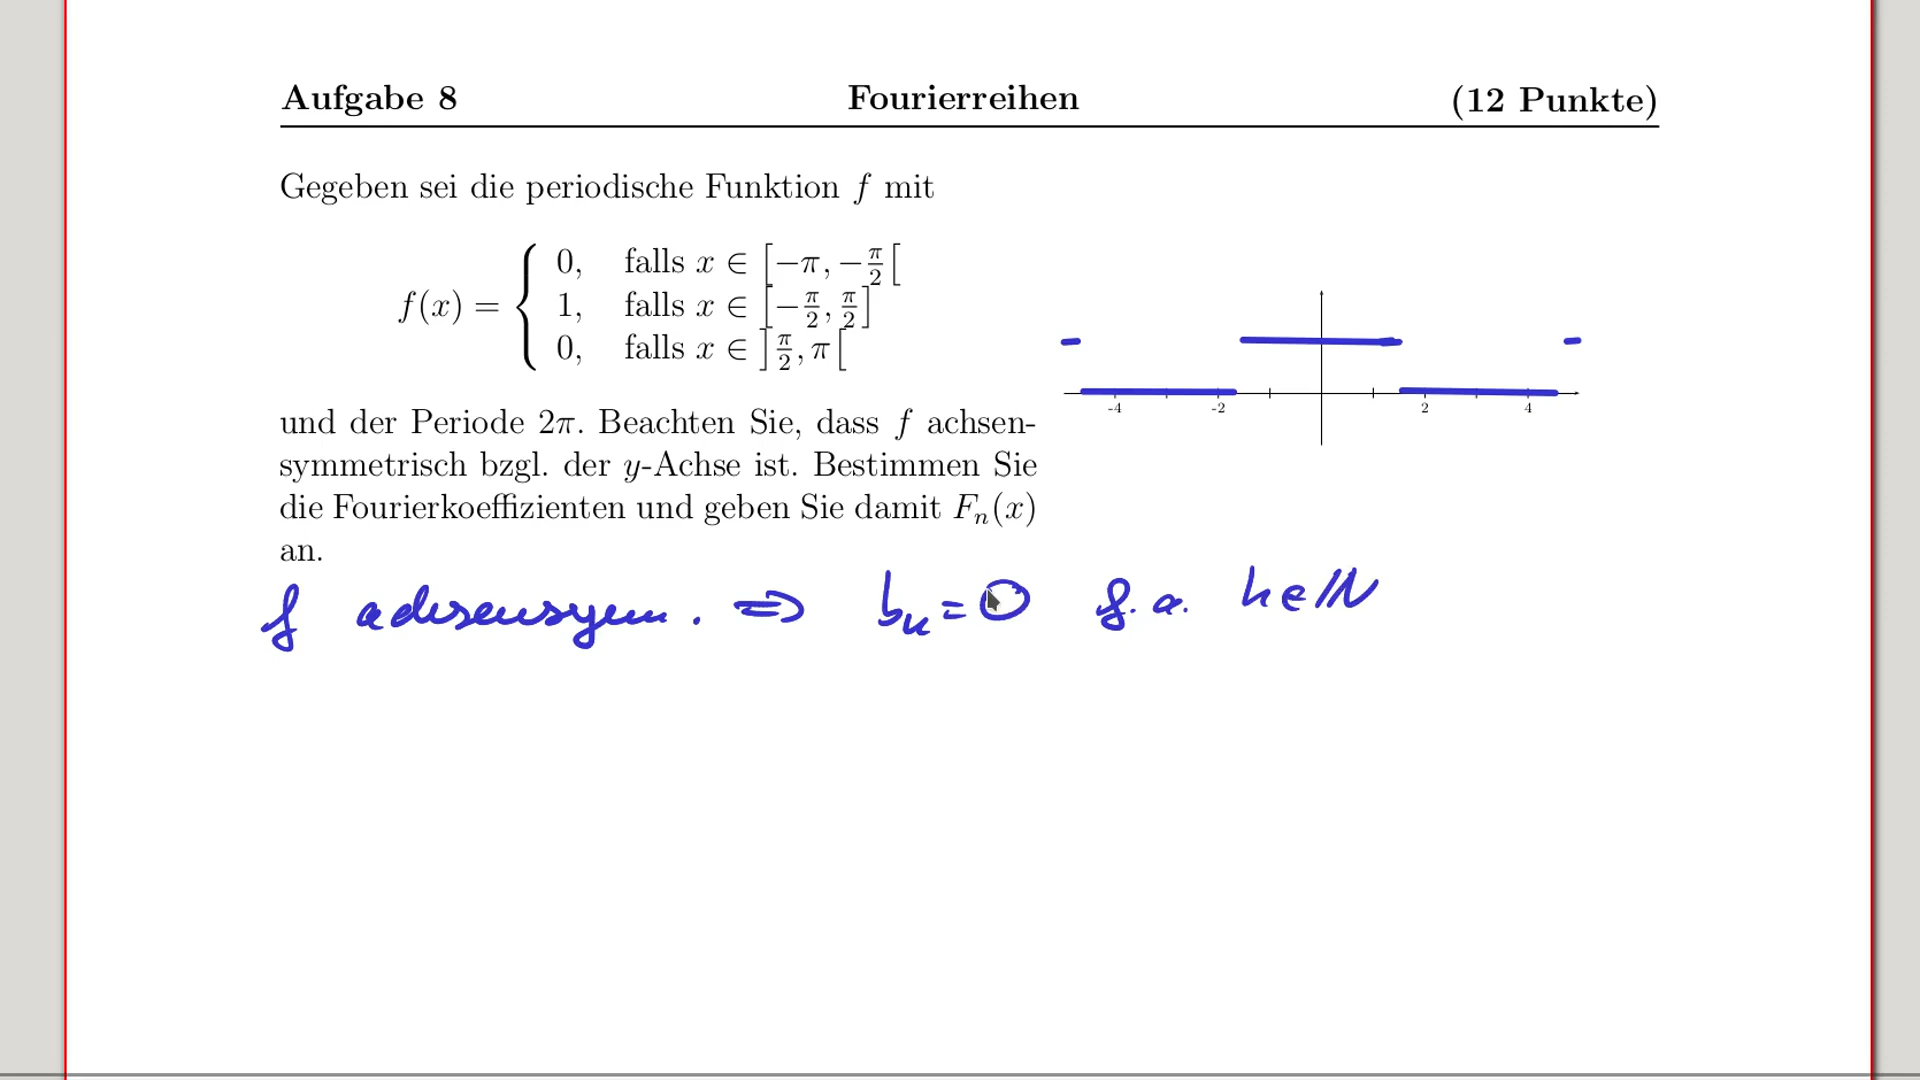 Aufgabe 8 Fourierreihen (12 Punkte)
Gegeben sei die periodische Funktion f mit
f(x) = { 0, falls x ∈ [−π, −π/2[
1, falls x ∈ [−π/2, π/2]
0, falls x ∈ ]π/2, π[
und der Periode 2π. Beachten Sie, dass f achsen-
symmetrisch bzgl. der y-Achse ist. Bestimmen Sie
die Fourierkoeffizienten und geben Sie damit Fₙ(x)
an.
-4 -2 2 4
f achsensym. ⇒ bₖ = 0 f.a. k ∈ ℕ